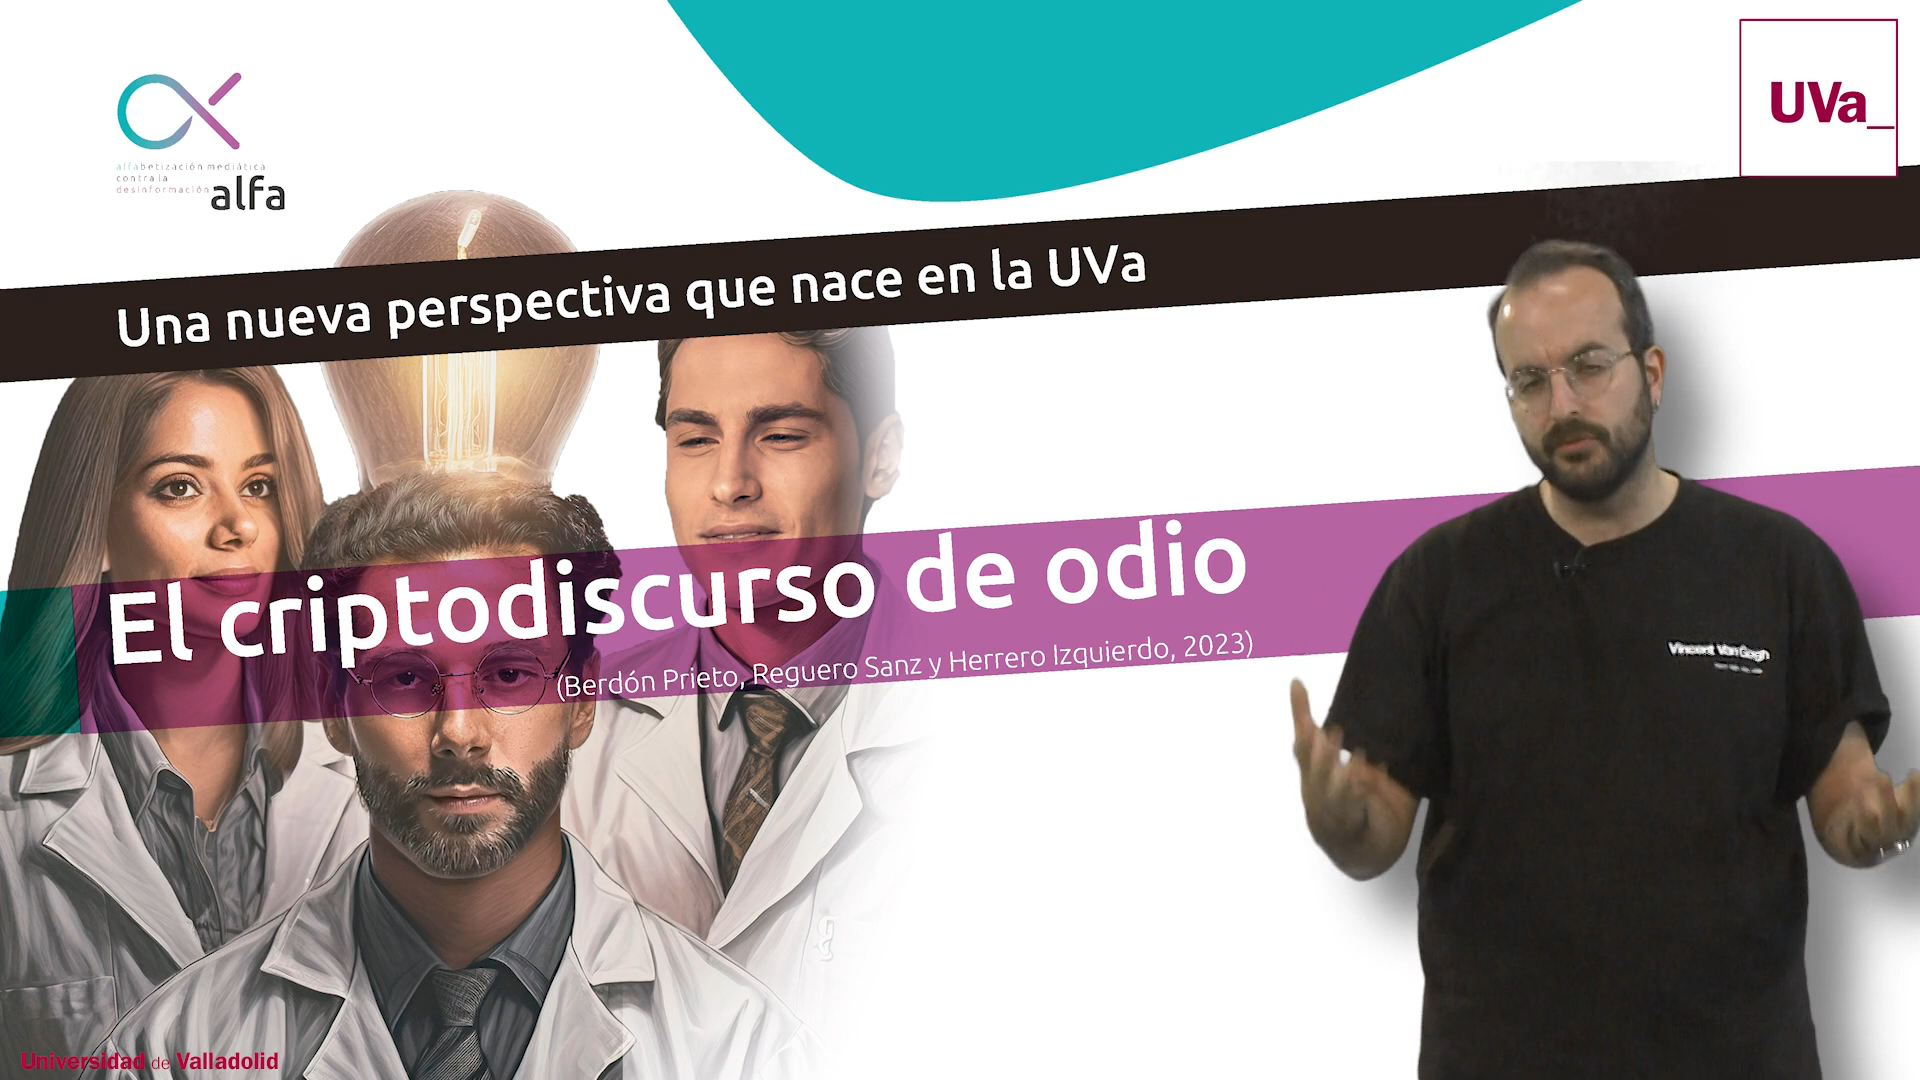 alfabetización mediática
contra la
desinformación
alfa
UVa_
Una nueva perspectiva que nace en la UVa
El criptodiscurso de odio
(Berdón Prieto, Reguero Sanz y Herrero Izquierdo, 2023)
Vincent Van Gogh
Universidad de Valladolid